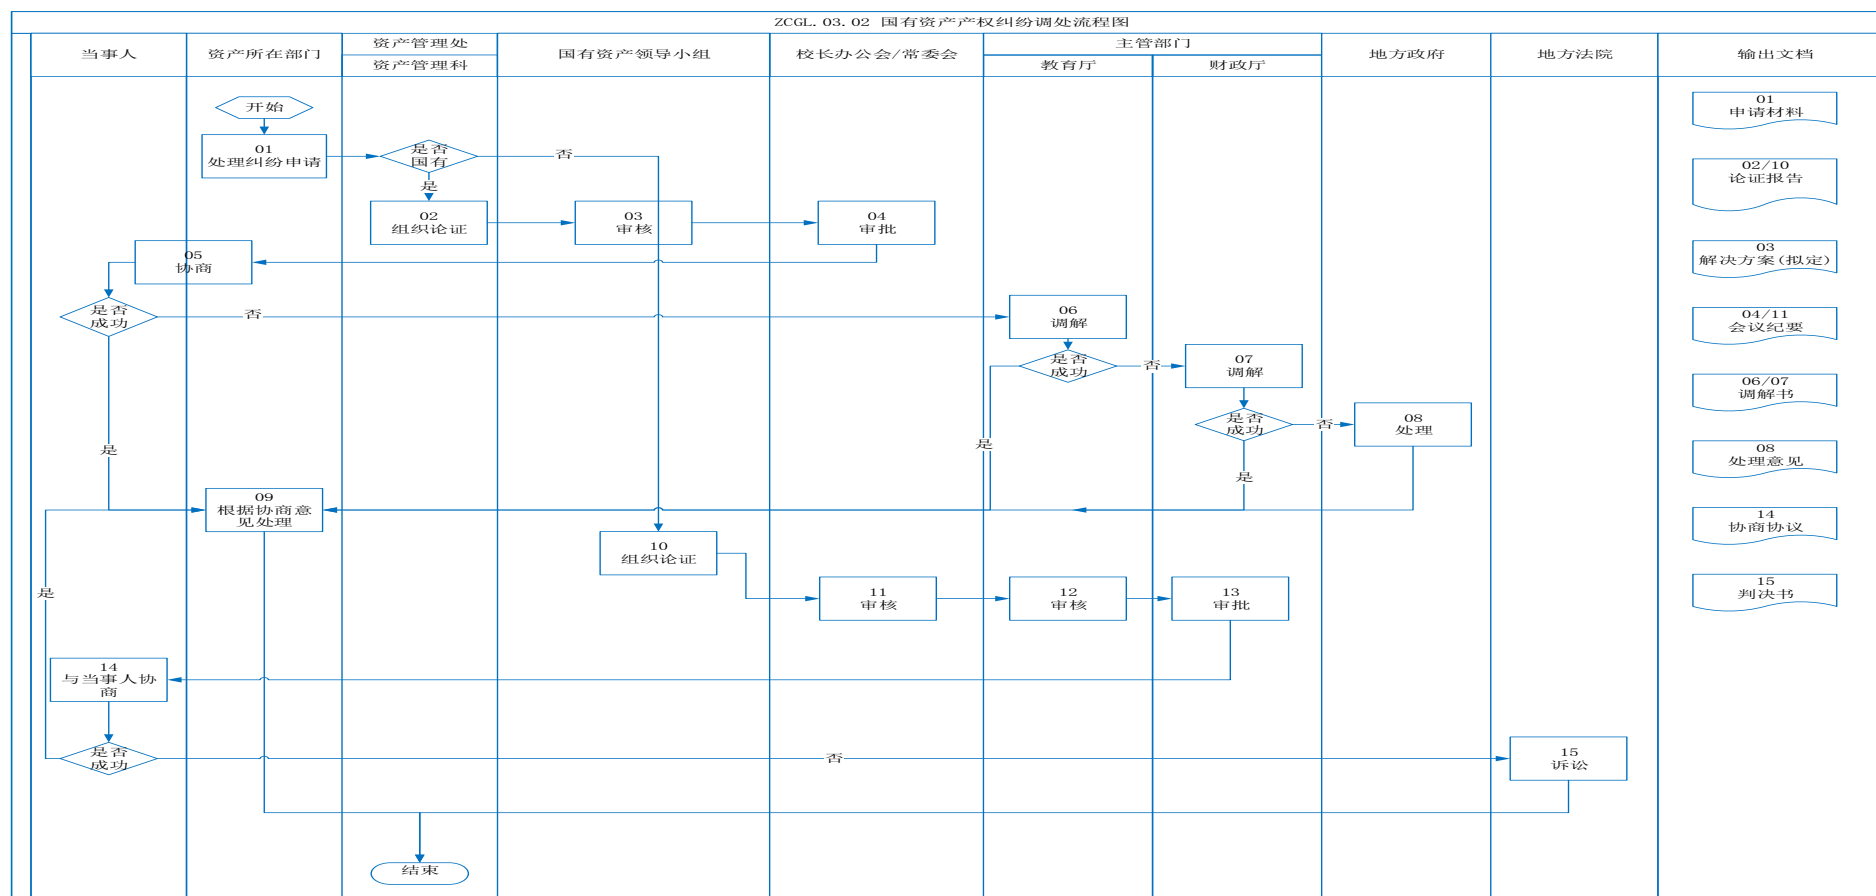 ZCGL.03.02 国有资产产权纠纷调处流程图
当事人
资产所在部门
资产管理处
资产管理科
国有资产领导小组
校长办公会/常委会
主管部门
教育厅
财政厅
地方政府
地方法院
输出文档
开始
01
处理纠纷申请
是否
国有
否
是
02
组织论证
03
审核
04
审批
05
协商
是否
成功
否
是
06
调解
是否
成功
否
是
07
调解
是否
成功
否
是
08
处理
09
根据协商意
见处理
10
组织论证
11
审核
12
审核
13
审批
是
14
与当事人协
商
是否
成功
否
15
诉讼
结束
01
申请材料
02/10
论证报告
03
解决方案(拟定)
04/11
会议纪要
06/07
调解书
08
处理意见
14
协商协议
15
判决书